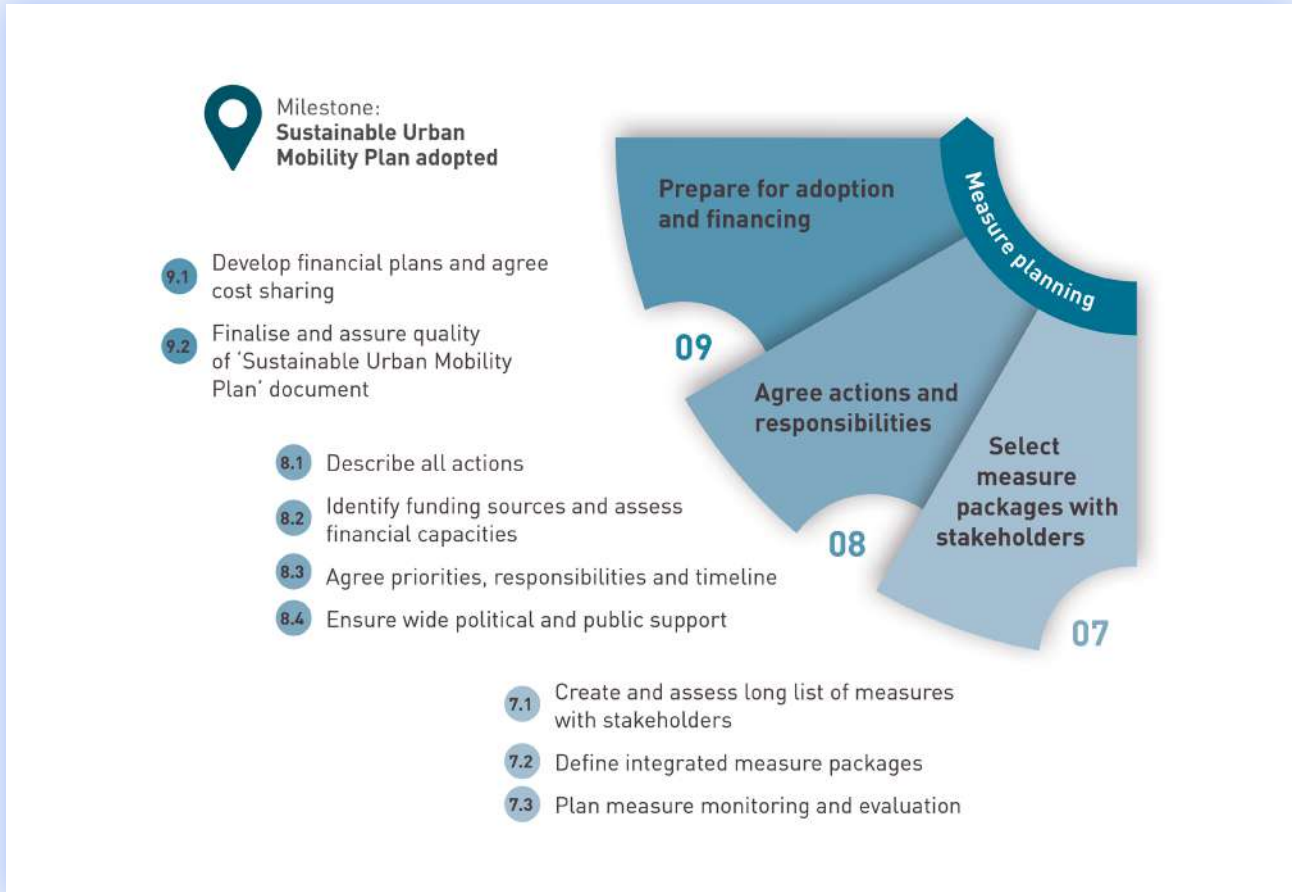 Milestone:
Sustainable Urban
Mobility Plan adopted
Prepare for adoption
and financing
Measure planning
9.1 Develop financial plans and agree
cost sharing
9.2 Finalise and assure quality
of ‘Sustainable Urban Mobility
Plan’ document
09
Agree actions and
responsibilities
Select
measure
packages with
stakeholders
8.1 Describe all actions
8.2 Identify funding sources and assess
financial capacities
8.3 Agree priorities, responsibilities and timeline
8.4 Ensure wide political and public support
08
07
7.1 Create and assess long list of measures
with stakeholders
7.2 Define integrated measure packages
7.3 Plan measure monitoring and evaluation